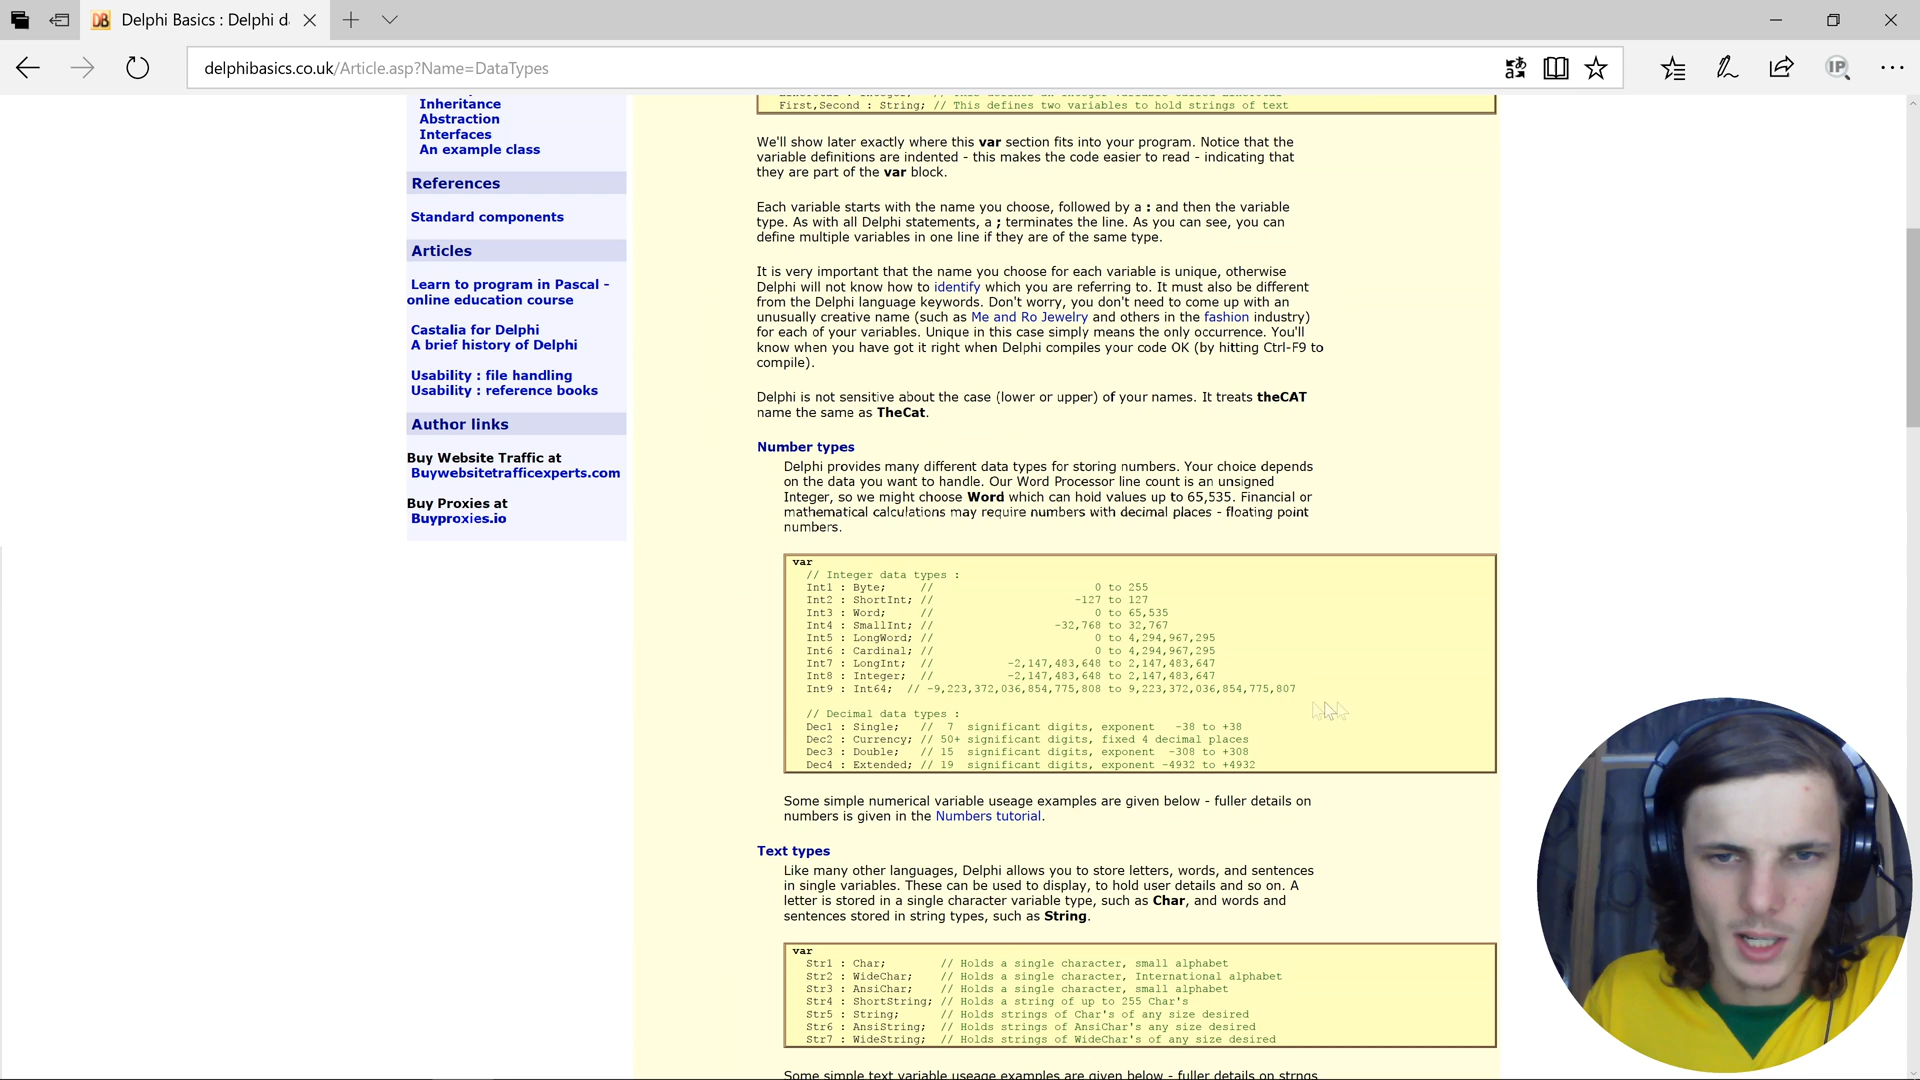 Delphi Basics : Delphi da
delphibasics.co.uk/Article.asp?Name=DataTypes
Inheritance
Abstraction
Interfaces
An example class
References
Standard components
Articles
Learn to program in Pascal -
online education course
Castalia for Delphi
A brief history of Delphi
Usability : file handling
Usability : reference books
Author links
Buy Website Traffic at
Buywebsitetrafficexperts.com
Buy Proxies at
Buyproxies.io
First,Second : String; // This defines two variables to hold strings of text
We'll show later exactly where this var section fits into your program. Notice that the
variable definitions are indented - this makes the code easier to read - indicating that
they are part of the var block.
Each variable starts with the name you choose, followed by a : and then the variable
type. As with all Delphi statements, a ; terminates the line. As you can see, you can
define multiple variables in one line if they are of the same type.
It is very important that the name you choose for each variable is unique, otherwise
Delphi will not know how to identify which you are referring to. It must also be different
from the Delphi language keywords. Don't worry, you don't need to come up with an
unusually creative name (such as Me and Ro Jewelry and others in the fashion industry)
for each of your variables. Unique in this case simply means the only occurrence. You'll
know when you have got it right when Delphi compiles your code OK (by hitting Ctrl-F9 to
compile).
Delphi is not sensitive about the case (lower or upper) of your names. It treats theCAT
name the same as TheCat.
Number types
Delphi provides many different data types for storing numbers. Your choice depends
on the data you want to handle. Our Word Processor line count is an unsigned
Integer, so we might choose Word which can hold values up to 65,535. Financial or
mathematical calculations may require numbers with decimal places - floating point
numbers.
var
// Integer data types :
Int1 : Byte; // 0 to 255
Int2 : ShortInt; // -127 to 127
Int3 : Word; // 0 to 65,535
Int4 : SmallInt; // -32,768 to 32,767
Int5 : LongWord; // 0 to 4,294,967,295
Int6 : Cardinal; // 0 to 4,294,967,295
Int7 : LongInt; // -2,147,483,648 to 2,147,483,647
Int8 : Integer; // -2,147,483,648 to 2,147,483,647
Int9 : Int64; // -9,223,372,036,854,775,808 to 9,223,372,036,854,775,807
// Decimal data types :
Dec1 : Single; // 7 significant digits, exponent -38 to +38
Dec2 : Currency; // 50+ significant digits, fixed 4 decimal places
Dec3 : Double; // 15 significant digits, exponent -308 to +308
Dec4 : Extended; // 19 significant digits, exponent -4932 to +4932
Some simple numerical variable useage examples are given below - fuller details on
numbers is given in the Numbers tutorial.
Text types
Like many other languages, Delphi allows you to store letters, words, and sentences
in single variables. These can be used to display, to hold user details and so on. A
letter is stored in a single character variable type, such as Char, and words and
sentences stored in string types, such as String.
var
Str1 : Char; // Holds a single character, small alphabet
Str2 : WideChar; // Holds a single character, International alphabet
Str3 : AnsiChar; // Holds a single character, small alphabet
Str4 : ShortString; // Holds a string of up to 255 Char's
Str5 : String; // Holds strings of Char's of any size desired
Str6 : AnsiString; // Holds strings of AnsiChar's any size desired
Str7 : WideString; // Holds strings of WideChar's of any size desired
Some simple text variable useage examples are given below - fuller details on strngs